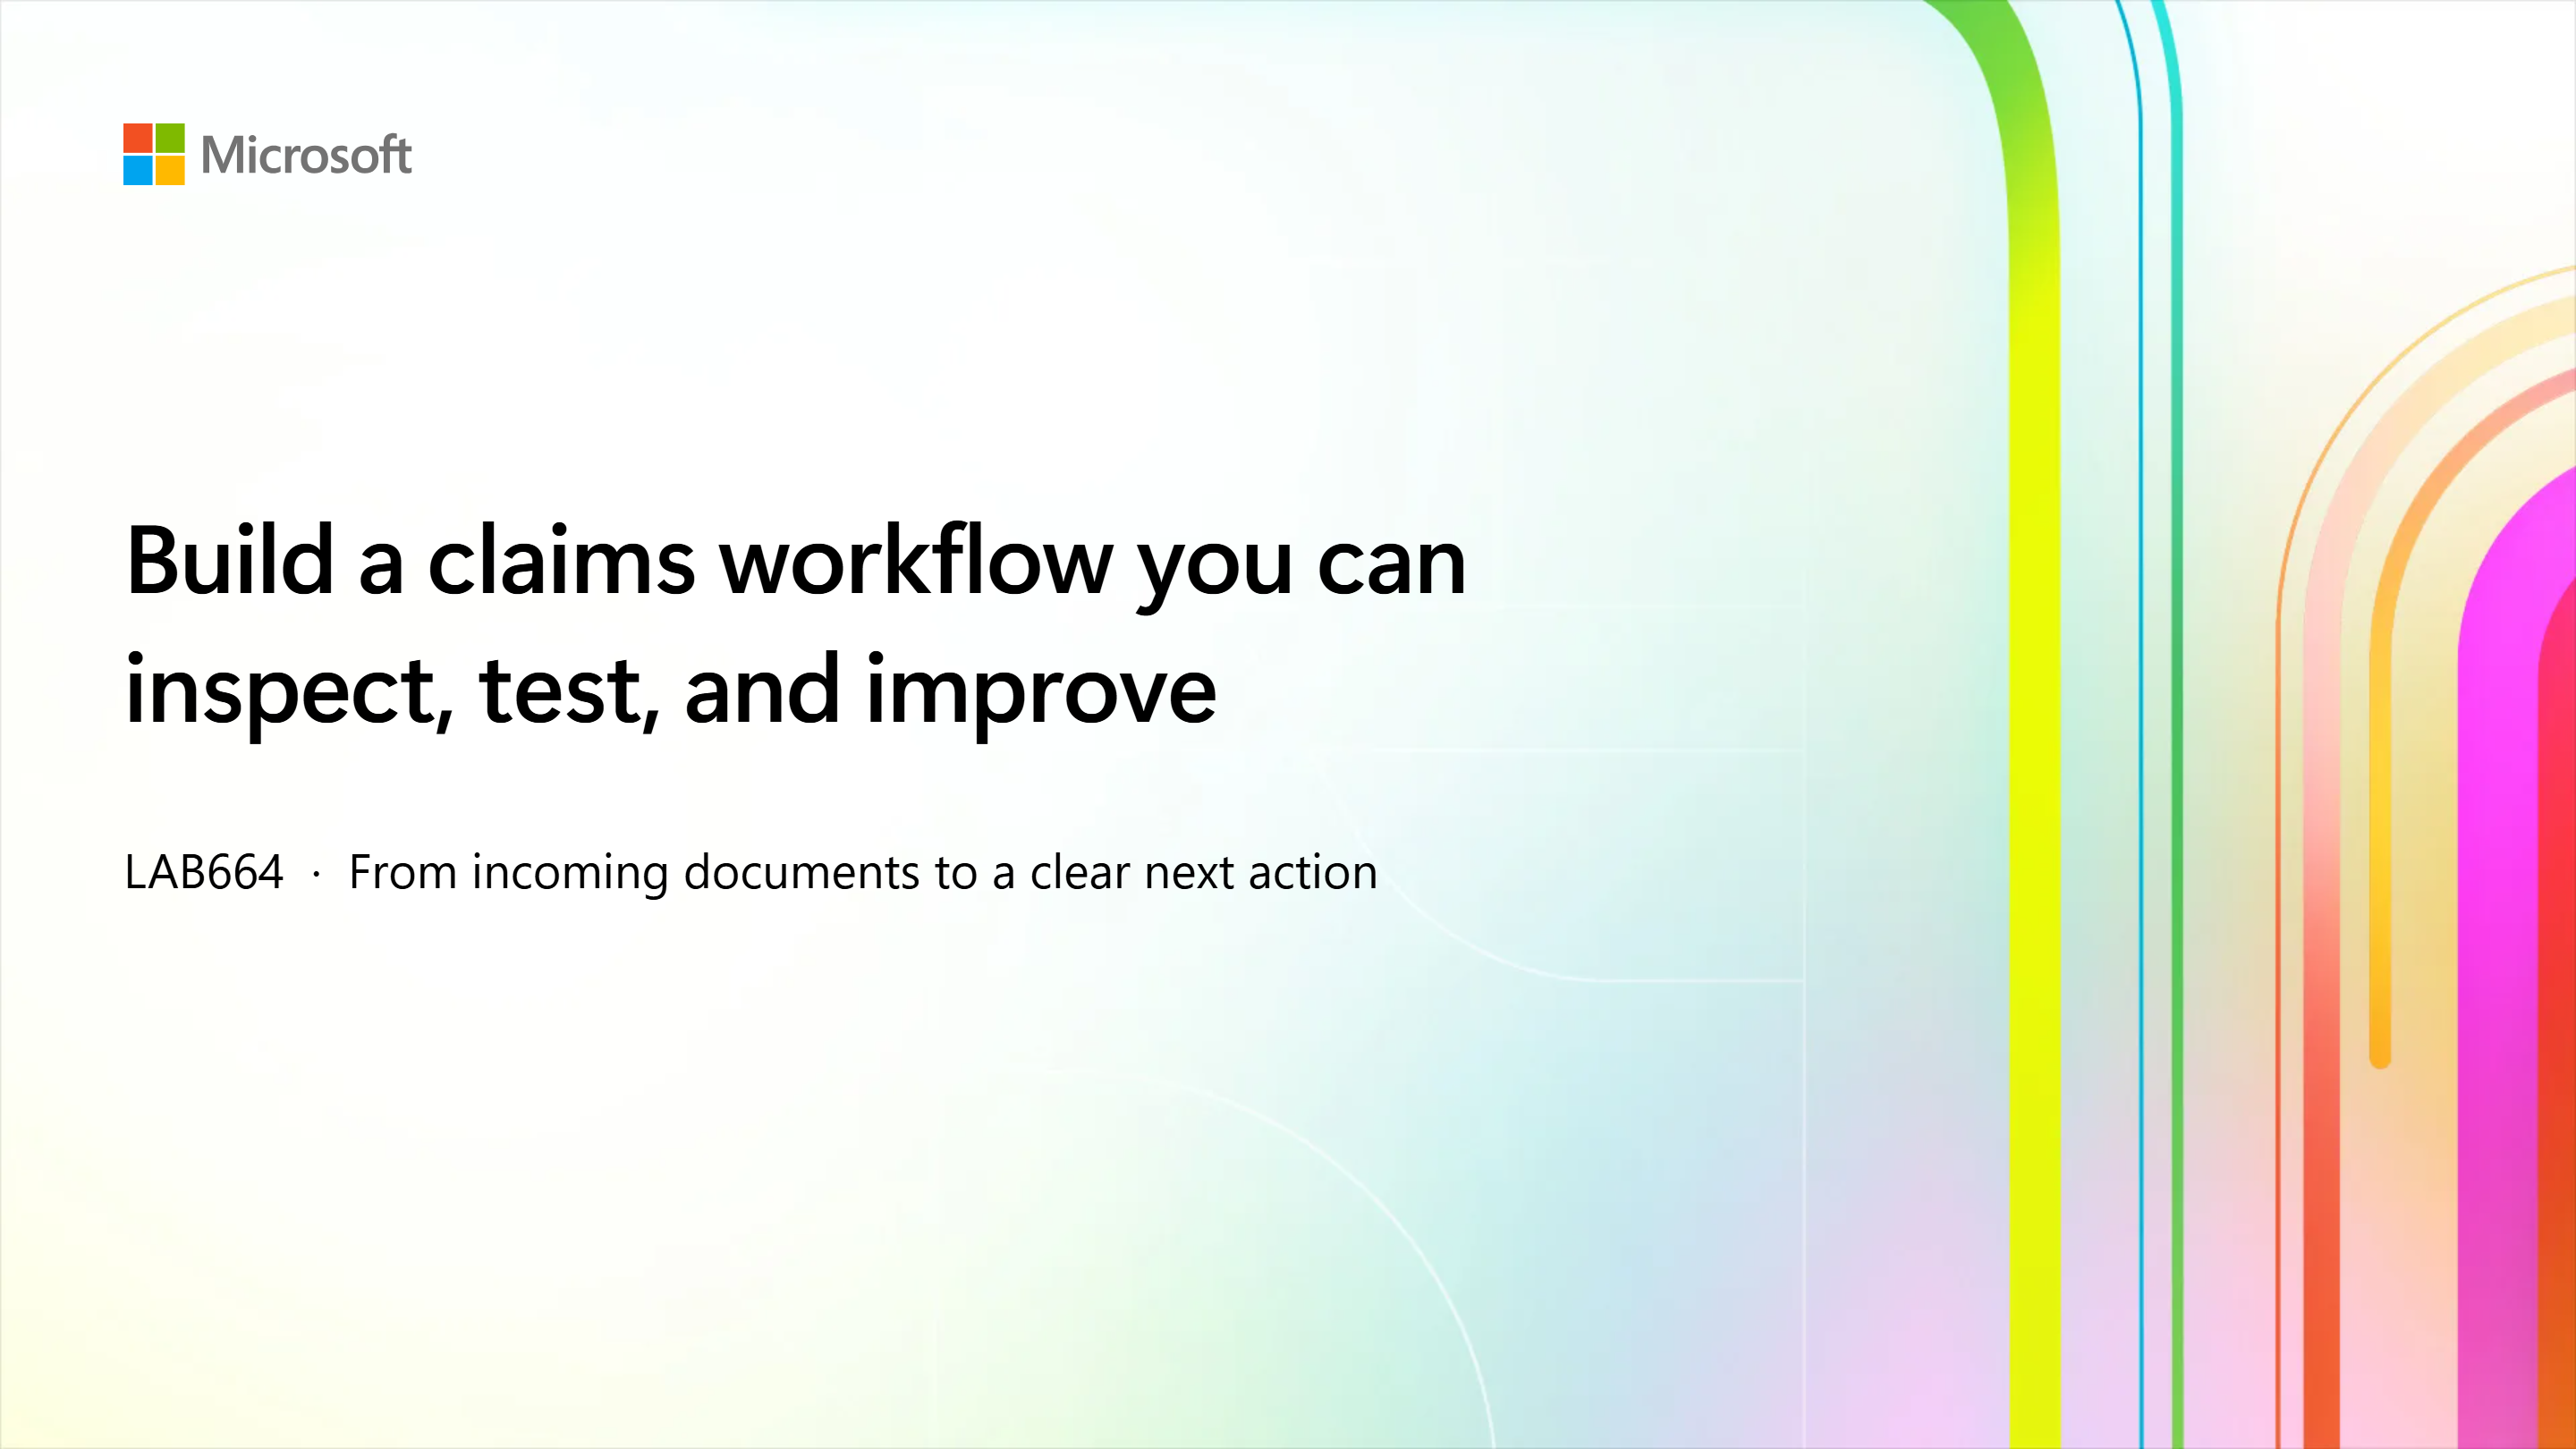 Microsoft
Build a claims workflow you can
inspect, test, and improve
LAB664 · From incoming documents to a clear next action